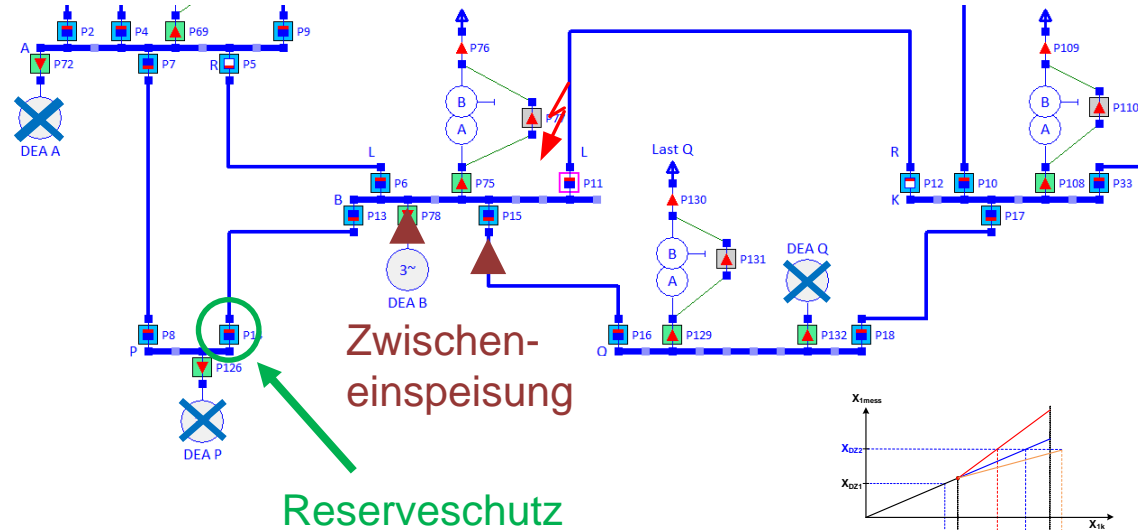 P2
P4
P69
P9
A
P72
P7
R
P5
DEA A
P76
B
A
L
P6
B
P13
P78
P75
P15
L
P11
3~
DEA B
Last Q
P130
B
A
P131
DEA Q
R
P12
P10
K
P17
P109
B
A
P110
P108
P33
P8
P
P126
DEA P
P16
Q
P129
P132
P18
Zwischen-
einspeisung
Reserveschutz
X1mess
XDZ2
XDZ1
X1k